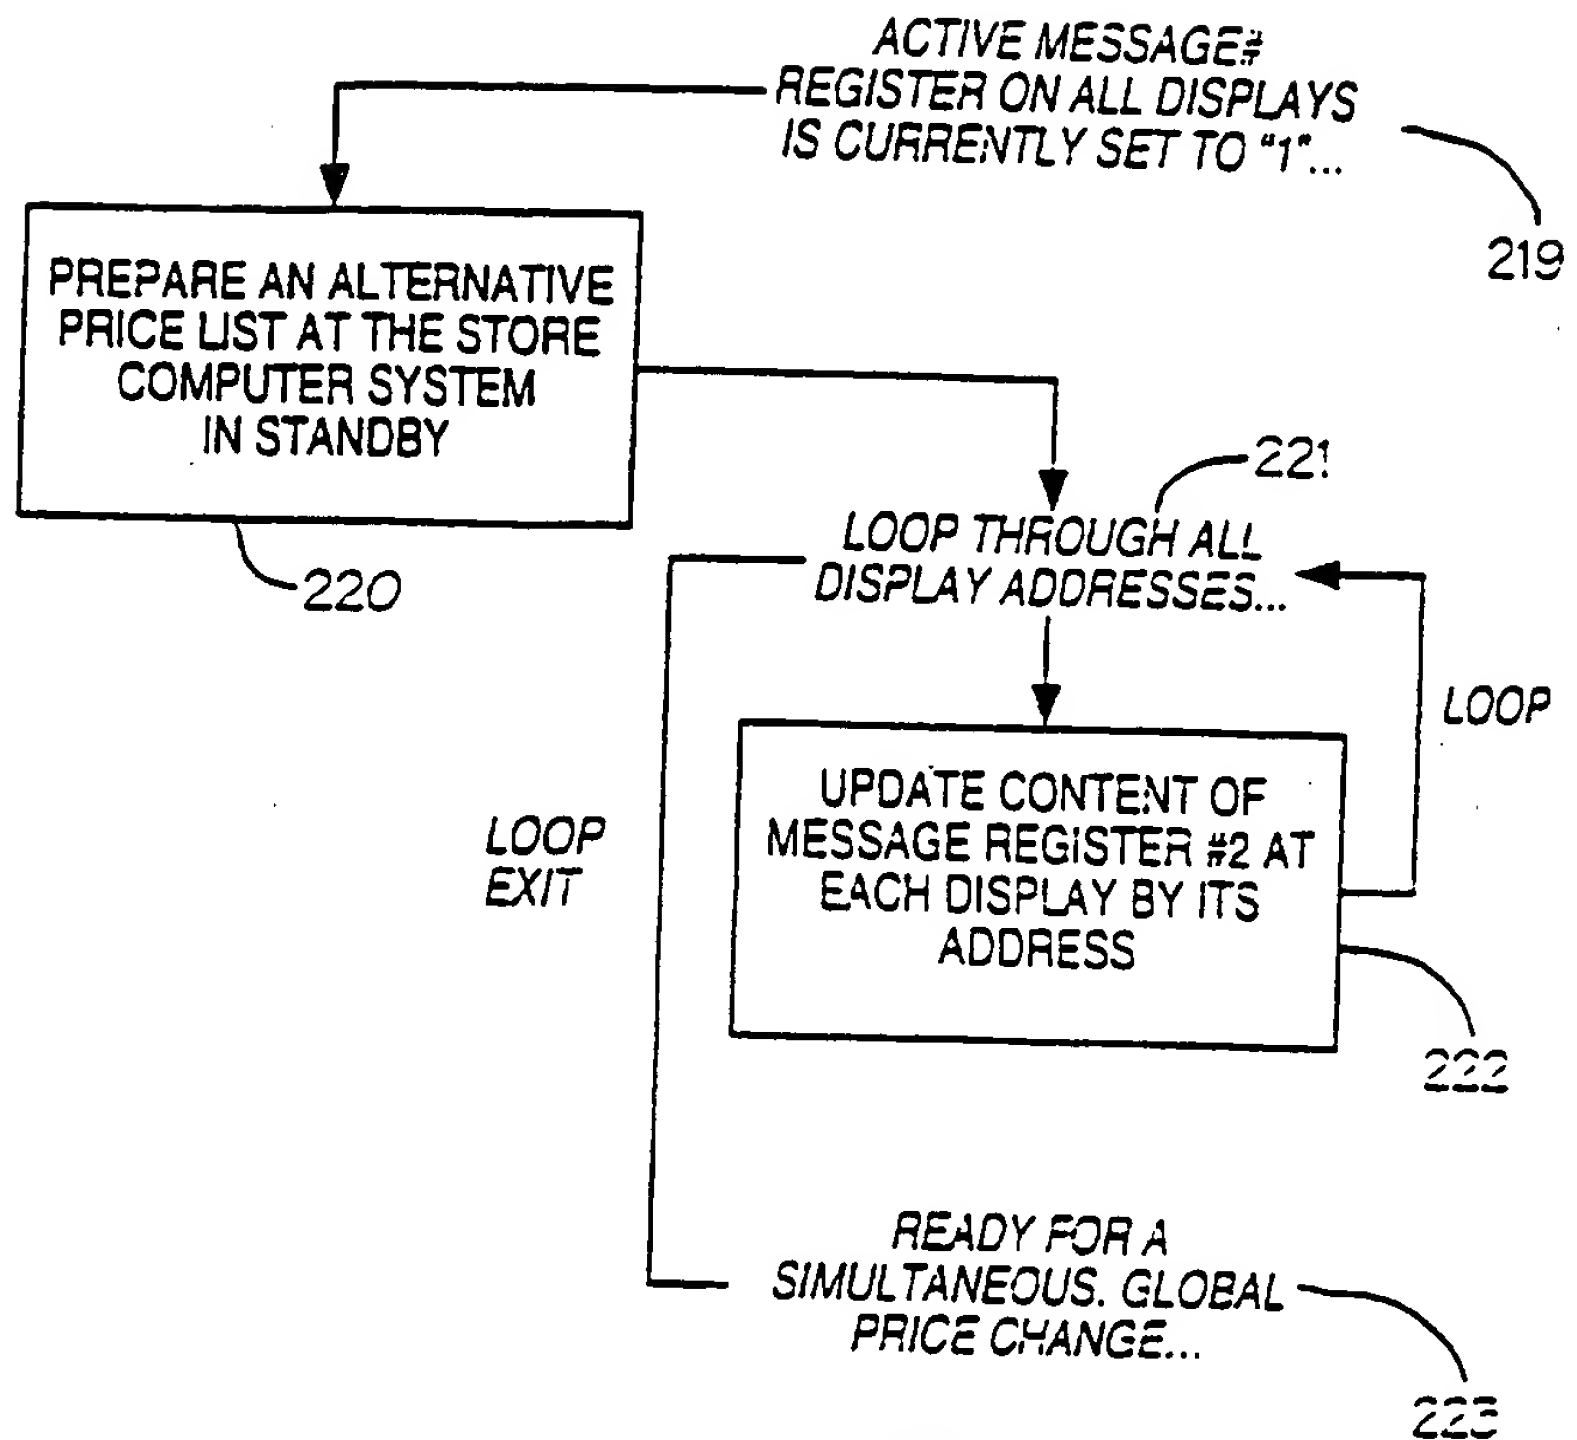 ACTIVE MESSAGE#
REGISTER ON ALL DISPLAYS
IS CURRENTLY SET TO "1"...
219
PREPARE AN ALTERNATIVE
PRICE LIST AT THE STORE
COMPUTER SYSTEM
IN STANDBY
220
221
LOOP THROUGH ALL
DISPLAY ADDRESSES...
LOOP
LOOP
EXIT
UPDATE CONTENT OF
MESSAGE REGISTER #2 AT
EACH DISPLAY BY ITS
ADDRESS
222
READY FOR A
SIMULTANEOUS. GLOBAL
PRICE CHANGE...
223